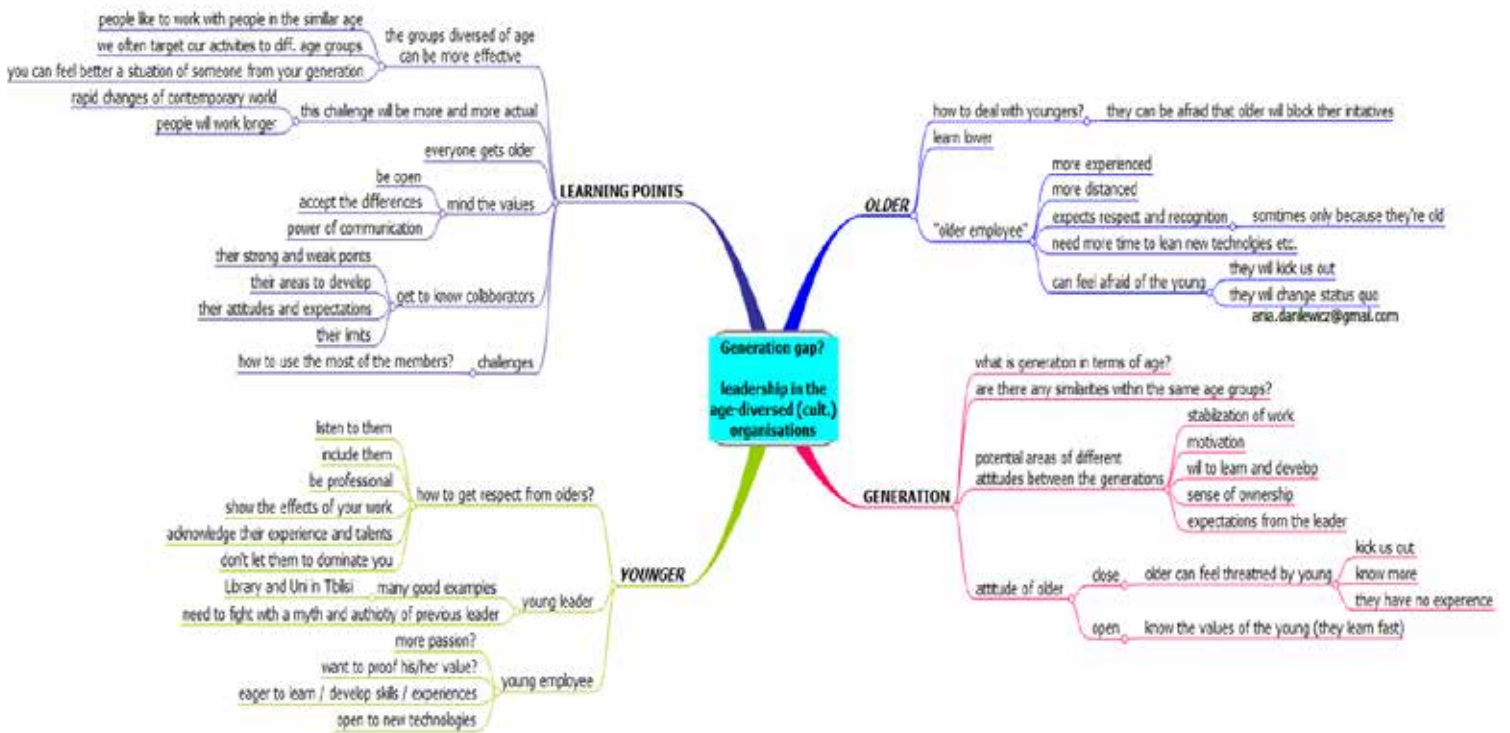 people like to work with people in the simillar age
we often target our activities to diff. age groups
you can feel better a situation of someone from your generation
the groups diversed of age
can be more effective
rapid changes of contemporary world
people will work longer
this challenge will be more and more actual
everyone gets older
be open
accept the differences
power of communication
mind the values
their strong and weak points
their areas to develop
ther attitudes and expectations
their limits
get to know collaborators
how to use the most of the members?
challenges
LEARNING POINTS
how to deal with youngers?
they can be afraid that older will block their initatives
learn lower
OLDER
"older employee"
more experienced
more distanced
expects respect and recognition
somtimes only because they're old
need more time to lean new technolgies etc.
can feel afraid of the young
they will kick us out
they will change status quo
ania.danilewicz@gmail.com
Generation gap?
leadership in the
age-diversed (cult.)
organisations
what is generation in terms of age?
are there any similarities within the same age groups?
potential areas of different
attitudes between the generations
stabilization of work
motivation
will to learn and develop
sense of ownership
expectations from the leader
GENERATION
attitude of older
close
older can feel threatned by young
kick us out
know more
they have no experience
open
know the values of the young (they learn fast)
listen to them
include them
be professional
show the effects of your work
acknowledge their experience and talents
don't let them to dominate you
how to get respect from olders?
YOUNGER
Library and Uni in Tbilisi
many good examples
need to fight with a myth and authiotiy of previous leader
young leader
more passion?
want to proof his/her value?
eager to learn / develop skills / experiences
open to new technologies
young employee